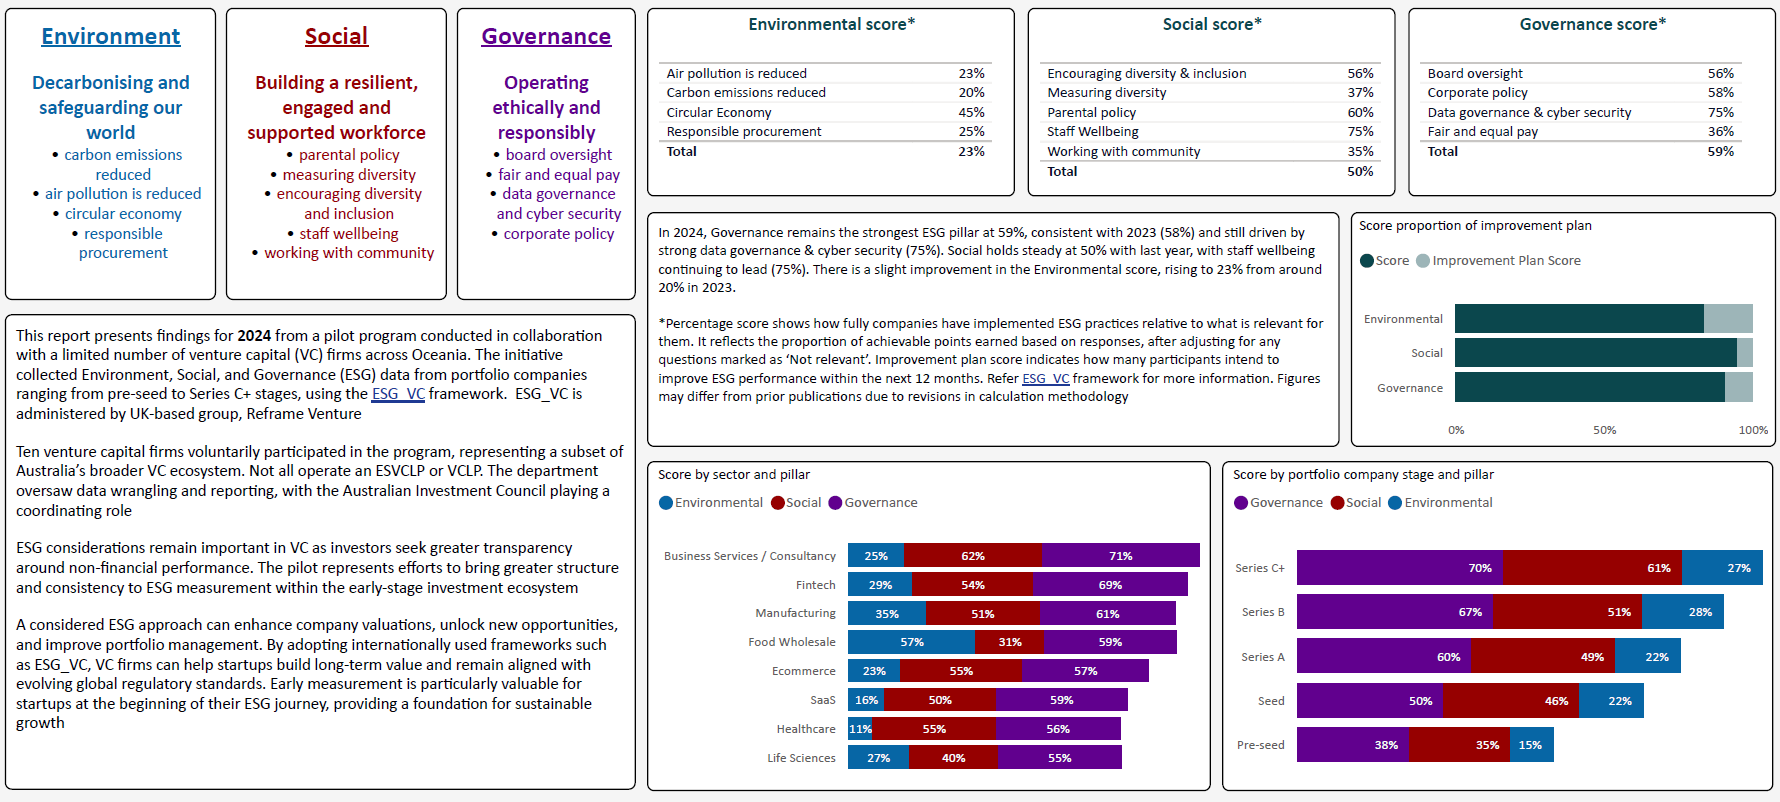 Environment
Decarbonising and
safeguarding our
world
• carbon emissions
reduced
• air pollution is reduced
• circular economy
• responsible
procurement
Social
Building a resilient,
engaged and
supported workforce
• parental policy
• measuring diversity
• encouraging diversity
and inclusion
• staff wellbeing
• working with community
Governance
Operating
ethically and
responsibly
• board oversight
• fair and equal pay
• data governance
and cyber security
• corporate policy
This report presents findings for 2024 from a pilot program conducted in collaboration
with a limited number of venture capital (VC) firms across Oceania. The initiative
collected Environment, Social, and Governance (ESG) data from portfolio companies
ranging from pre-seed to Series C+ stages, using the ESG_VC framework. ESG_VC is
administered by UK-based group, Reframe Venture
Ten venture capital firms voluntarily participated in the program, representing a subset of
Australia's broader VC ecosystem. Not all operate an ESVCLP or VCLP. The department
oversaw data wrangling and reporting, with the Australian Investment Council playing a
coordinating role
ESG considerations remain important in VC as investors seek greater transparency
around non-financial performance. The pilot represents efforts to bring greater structure
and consistency to ESG measurement within the early-stage investment ecosystem
A considered ESG approach can enhance company valuations, unlock new opportunities,
and improve portfolio management. By adopting internationally used frameworks such
as ESG_VC, VC firms can help startups build long-term value and remain aligned with
evolving global regulatory standards. Early measurement is particularly valuable for
startups at the beginning of their ESG journey, providing a foundation for sustainable
growth
Environmental score*
Air pollution is reduced 23%
Carbon emissions reduced 20%
Circular Economy 45%
Responsible procurement 25%
Total 23%
Social score*
Encouraging diversity & inclusion 56%
Measuring diversity 37%
Parental policy 60%
Staff Wellbeing 75%
Working with community 35%
Total 50%
Governance score*
Board oversight 56%
Corporate policy 58%
Data governance & cyber security 75%
Fair and equal pay 36%
Total 59%
In 2024, Governance remains the strongest ESG pillar at 59%, consistent with 2023 (58%) and still driven by
strong data governance & cyber security (75%). Social holds steady at 50% with last year, with staff wellbeing
continuing to lead (75%). There is a slight improvement in the Environmental score, rising to 23% from around
20% in 2023.
*Percentage score shows how fully companies have implemented ESG practices relative to what is relevant for
them. It reflects the proportion of achievable points earned based on responses, after adjusting for any
questions marked as 'Not relevant'. Improvement plan score indicates how many participants intend to
improve ESG performance within the next 12 months. Refer ESG_VC framework for more information. Figures
may differ from prior publications due to revisions in calculation methodology
Score proportion of improvement plan
Score Improvement Plan Score
Environmental
Social
Governance
0% 50% 100%
Score by sector and pillar
Environmental Social Governance
Business Services / Consultancy 25% 62% 71%
Fintech 29% 54% 69%
Manufacturing 35% 51% 61%
Food Wholesale 57% 31% 59%
Ecommerce 23% 55% 57%
SaaS 16% 50% 59%
Healthcare 11% 55% 56%
Life Sciences 27% 40% 55%
Score by portfolio company stage and pillar
Governance Social Environmental
Series C+ 70% 61% 27%
Series B 67% 51% 28%
Series A 60% 49% 22%
Seed 50% 46% 22%
Pre-seed 38% 35% 15%